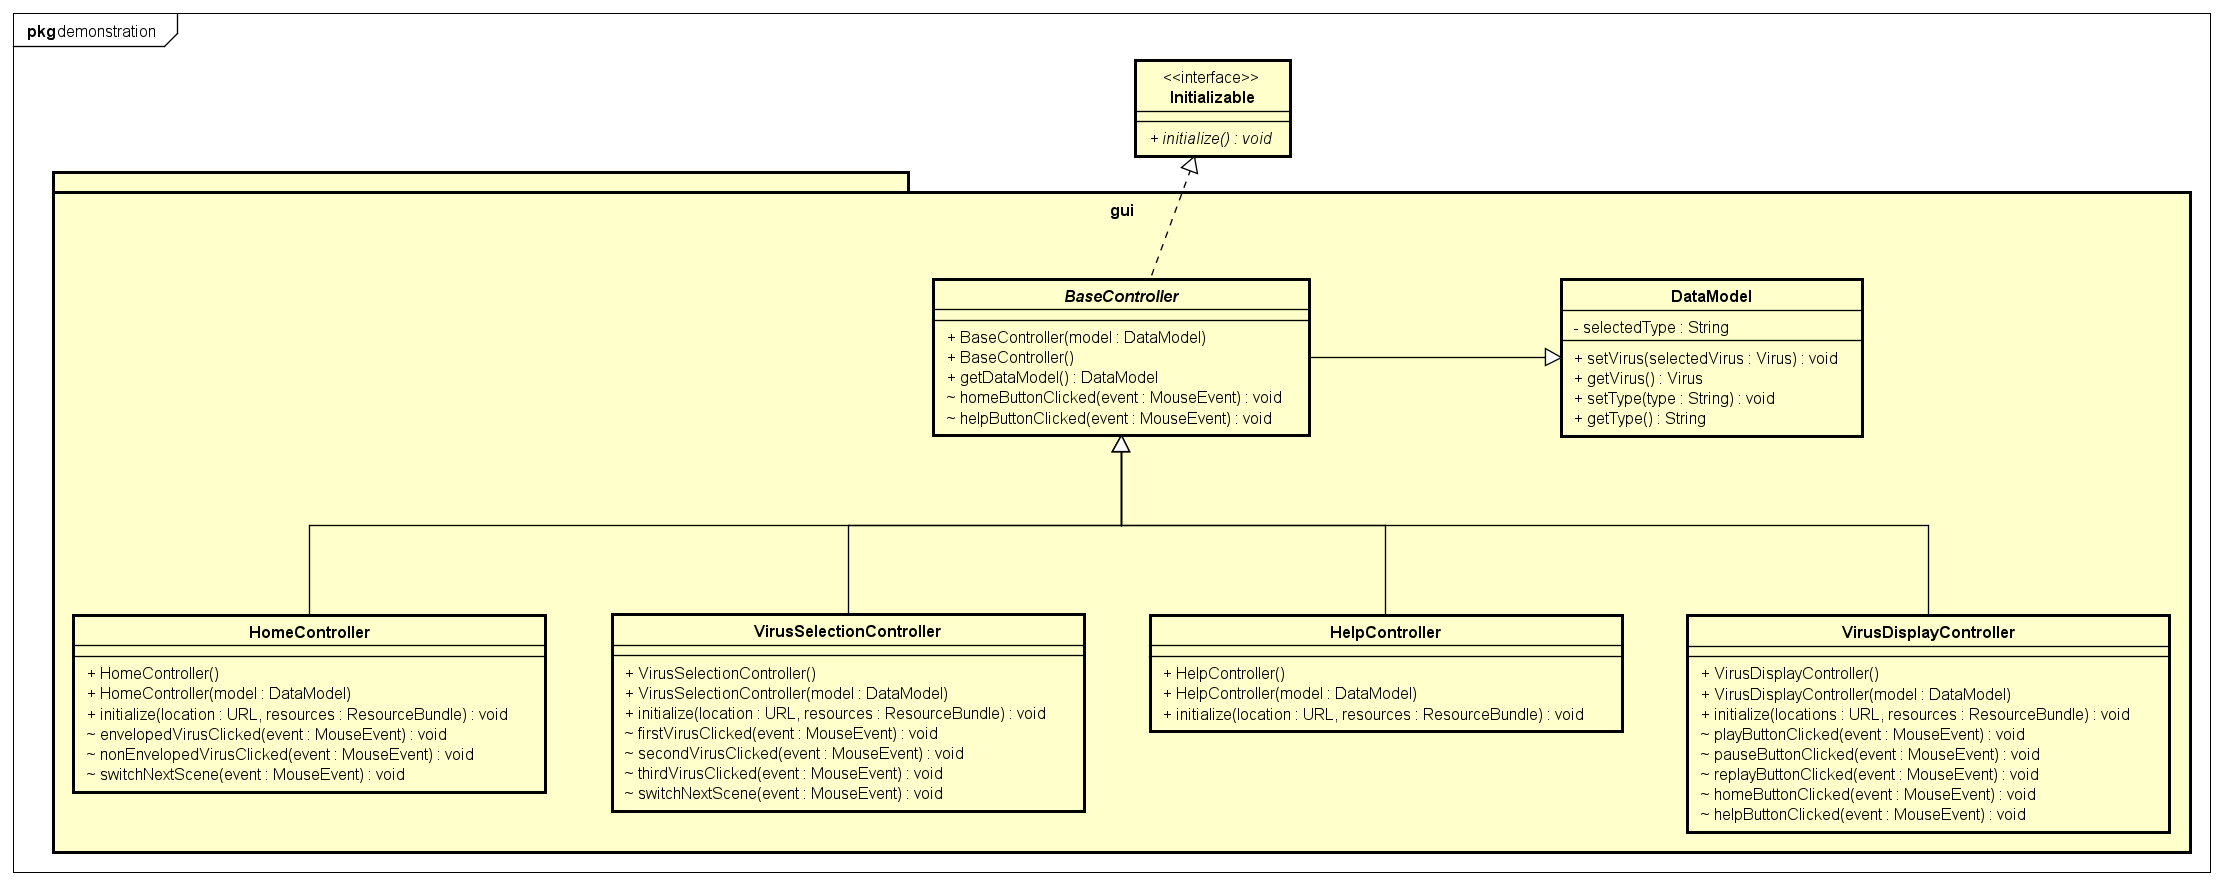 pkg demonstration
<<interface>>
Initializable
+ initialize() : void
gui
BaseController
+ BaseController(model : DataModel)
+ BaseController()
+ getDataModel() : DataModel
~ homeButtonClicked(event : MouseEvent) : void
~ helpButtonClicked(event : MouseEvent) : void
DataModel
- selectedType : String
+ setVirus(selectedVirus : Virus) : void
+ getVirus() : Virus
+ setType(type : String) : void
+ getType() : String
HomeController
+ HomeController()
+ HomeController(model : DataModel)
+ initialize(location : URL, resources : ResourceBundle) : void
~ envelopedVirusClicked(event : MouseEvent) : void
~ nonEnvelopedVirusClicked(event : MouseEvent) : void
~ switchNextScene(event : MouseEvent) : void
VirusSelectionController
+ VirusSelectionController()
+ VirusSelectionController(model : DataModel)
+ initialize(location : URL, resources : ResourceBundle) : void
~ firstVirusClicked(event : MouseEvent) : void
~ secondVirusClicked(event : MouseEvent) : void
~ thirdVirusClicked(event : MouseEvent) : void
~ switchNextScene(event : MouseEvent) : void
HelpController
+ HelpController()
+ HelpController(model : DataModel)
+ initialize(location : URL, resources : ResourceBundle) : void
VirusDisplayController
+ VirusDisplayController()
+ VirusDisplayController(model : DataModel)
+ initialize(locations : URL, resources : ResourceBundle) : void
~ playButtonClicked(event : MouseEvent) : void
~ pauseButtonClicked(event : MouseEvent) : void
~ replayButtonClicked(event : MouseEvent) : void
~ homeButtonClicked(event : MouseEvent) : void
~ helpButtonClicked(event : MouseEvent) : void